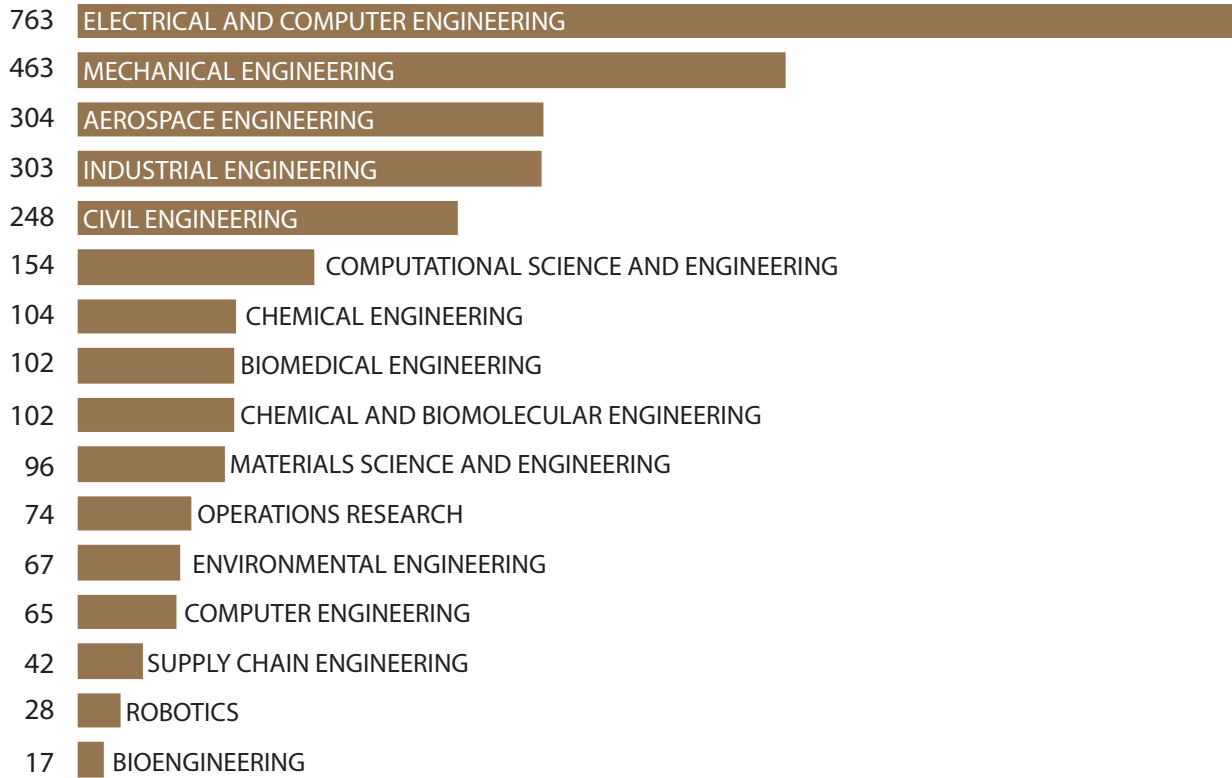 763 ELECTRICAL AND COMPUTER ENGINEERING
463 MECHANICAL ENGINEERING
304 AEROSPACE ENGINEERING
303 INDUSTRIAL ENGINEERING
248 CIVIL ENGINEERING
154 COMPUTATIONAL SCIENCE AND ENGINEERING
104 CHEMICAL ENGINEERING
102 BIOMEDICAL ENGINEERING
102 CHEMICAL AND BIOMOLECULAR ENGINEERING
96 MATERIALS SCIENCE AND ENGINEERING
74 OPERATIONS RESEARCH
67 ENVIRONMENTAL ENGINEERING
65 COMPUTER ENGINEERING
42 SUPPLY CHAIN ENGINEERING
28 ROBOTICS
17 BIOENGINEERING